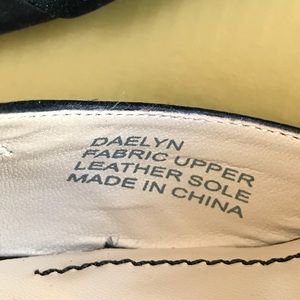 DAELYN
FABRIC UPPER
LEATHER SOLE
MADE IN CHINA